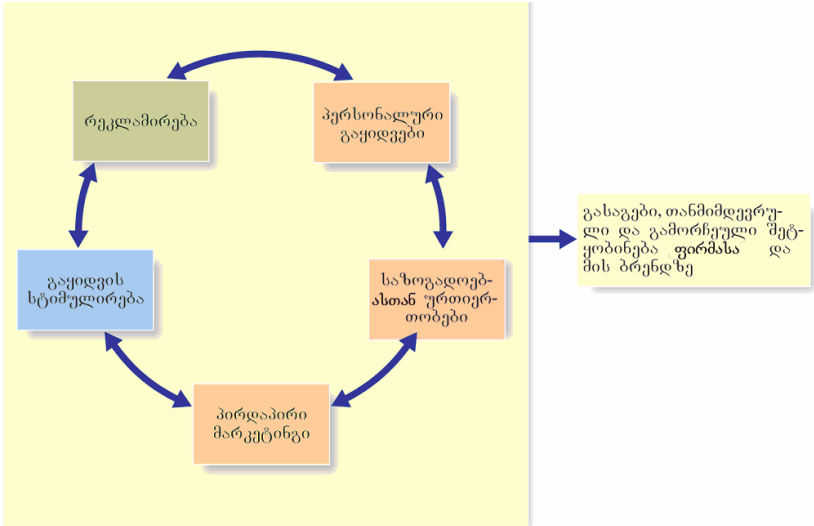 რეკლამირება
პერსონალური
გაყიდვები
გაყიდვის
სტიმულირება
საზოგადოებ-
ასთან ურთიერ-
თობები
პირდაპირი
მარკეტინგი
გასაგები, თანმიმდევრუ-
ლი და გამორჩეული შეტ-
ყობინება ფირმასა და
მის ბრენდზე